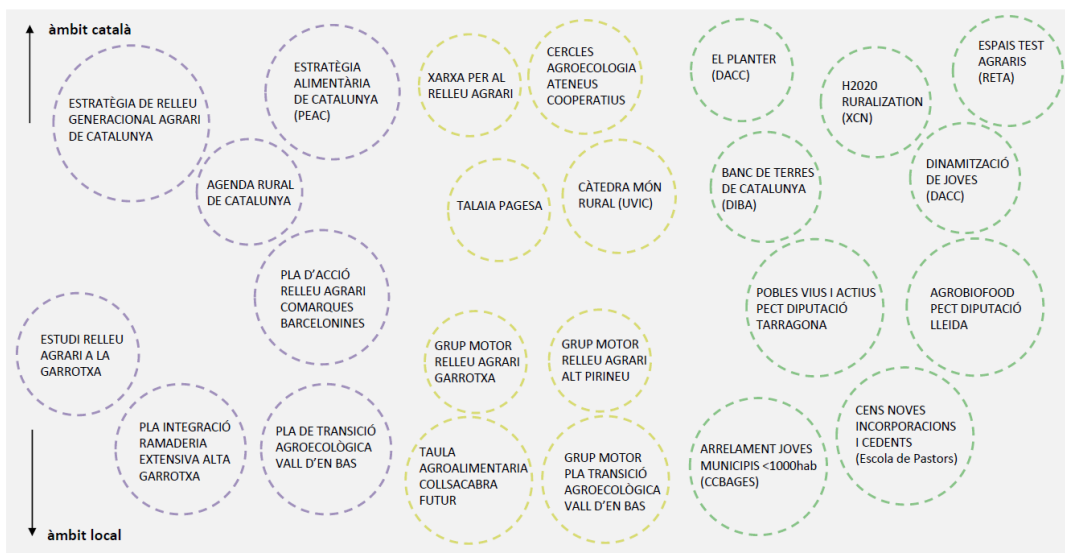 àmbit català
ESTRATÈGIA DE RELLEU
GENERACIONAL AGRARI
DE CATALUNYA
ESTRATÈGIA
ALIMENTÀRIA
DE CATALUNYA
(PEAC)
AGENDA RURAL
DE CATALUNYA
PLA D'ACCIÓ
RELLEU AGRARI
COMARQUES
BARCELONINES
ESTUDI RELLEU
AGRARI A LA
GARROTXA
PLA INTEGRACIÓ
RAMADERIA
EXTENSIVA ALTA
GARROTXA
PLA DE TRANSICIÓ
AGROECOLÒGICA
VALL D'EN BAS
XARXA PER AL
RELLEU AGRARI
CERCLES
AGROECOLOGIA
ATENEUS
COOPERATIUS
TALAIA PAGESA
CÀTEDRA MÓN
RURAL (UVIC)
GRUP MOTOR
RELLEU AGRARI
GARROTXA
GRUP MOTOR
RELLEU AGRARI
ALT PIRINEU
TAULA
AGROALIMENTARIA
COLLSACABRA
FUTUR
GRUP MOTOR
PLA TRANSICIÓ
AGROECOLÒGICA
VALL D'EN BAS
EL PLANTER
(DACC)
H2020
RURALIZATION
(XCN)
ESPAIS TEST
AGRARIS
(RETA)
BANC DE TERRES
DE CATALUNYA
(DIBA)
DINAMITZACIÓ
DE JOVES
(DACC)
POBLES VIUS I ACTIUS
PECT DIPUTACIÓ
TARRAGONA
AGROBIOFOOD
PECT DIPUTACIÓ
LLEIDA
ARRELAMENT JOVES
MUNICIPIS <1000hab
(CCBAGES)
CENS NOVES
INCORPORACIONS
I CEDENTS
(Escola de Pastors)
àmbit local